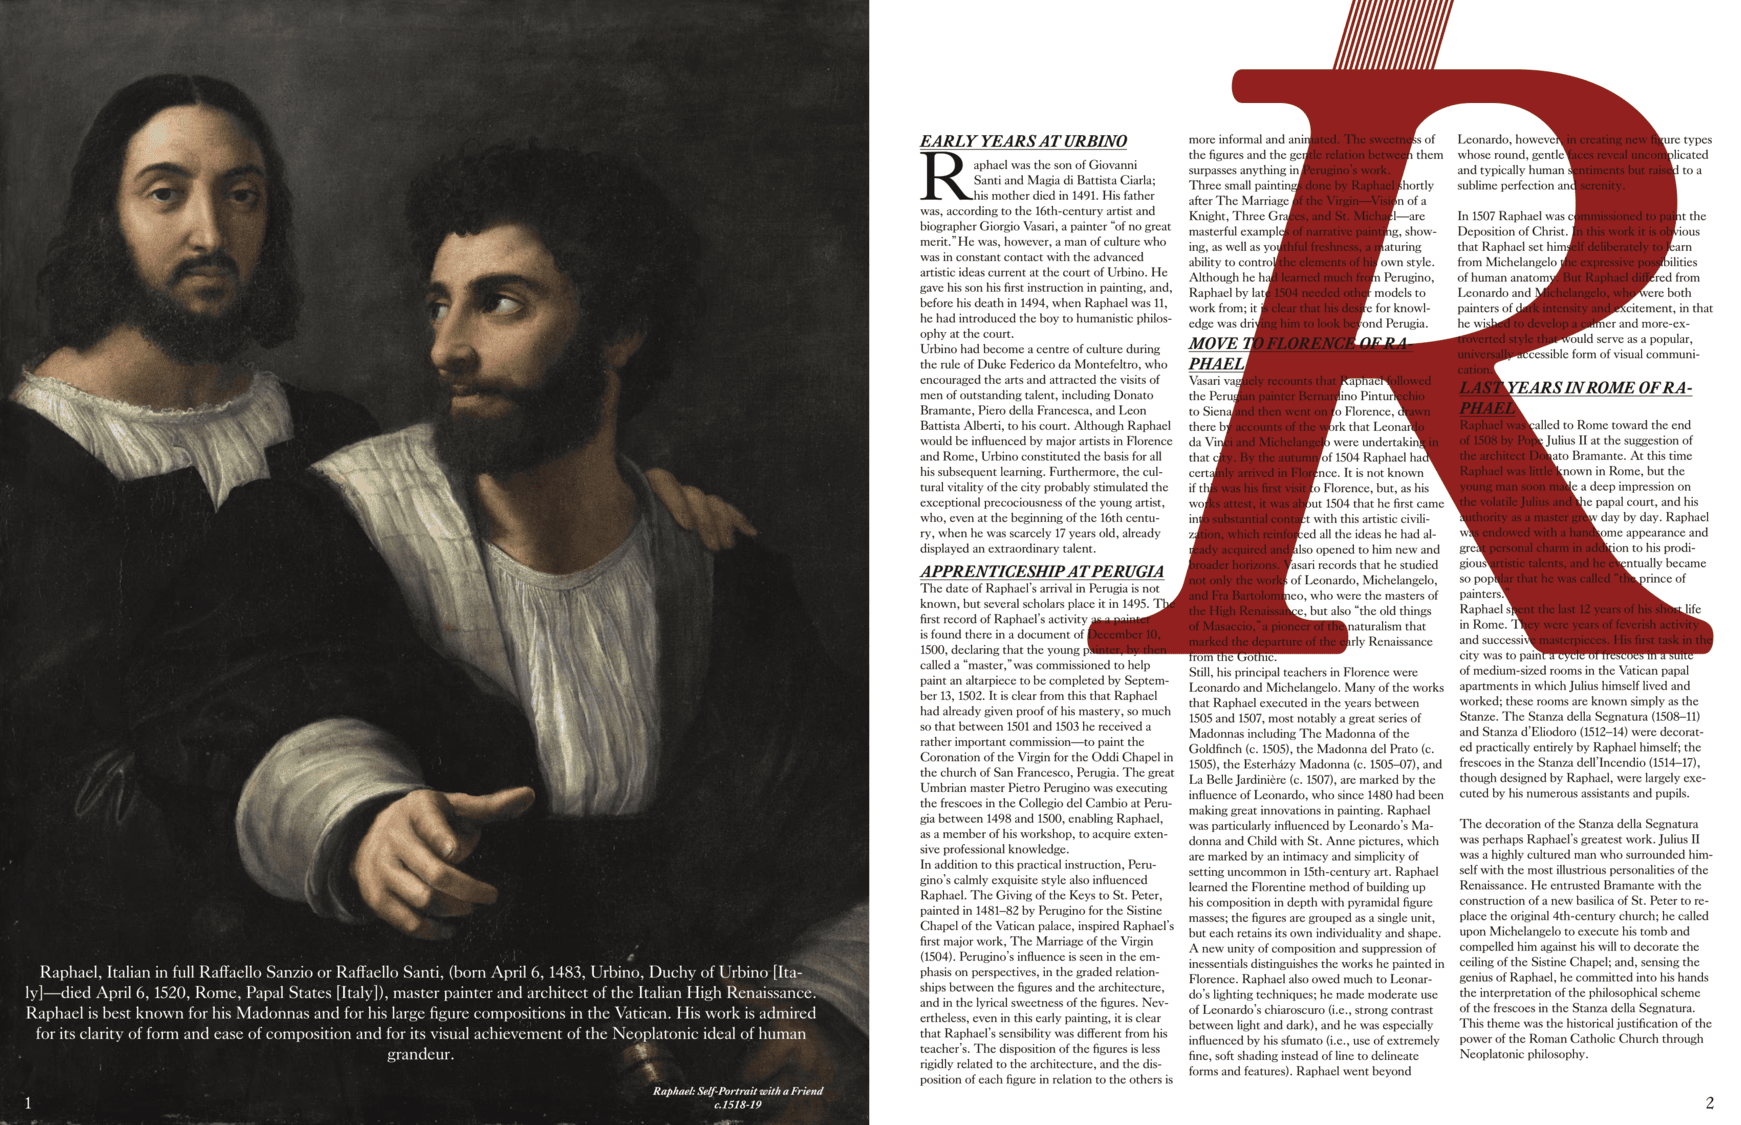 Raphael, Italian in full Raffaello Sanzio or Raffaello Santi, (born April 6, 1483, Urbino, Duchy of Urbino [Ita-
ly]—died April 6, 1520, Rome, Papal States [Italy]), master painter and architect of the Italian High Renaissance.
Raphael is best known for his Madonnas and for his large figure compositions in the Vatican. His work is admired
for its clarity of form and ease of composition and for its visual achievement of the Neoplatonic ideal of human
grandeur.
Raphael: Self-Portrait with a Friend
c.1518-19
1
R
EARLY YEARS AT URBINO
Raphael was the son of Giovanni
Santi and Magia di Battista Ciarla;
his mother died in 1491. His father
was, according to the 16th-century artist and
biographer Giorgio Vasari, a painter “of no great
merit.” He was, however, a man of culture who
was in constant contact with the advanced
artistic ideas current at the court of Urbino. He
gave his son his first instruction in painting, and,
before his death in 1494, when Raphael was 11,
he had introduced the boy to humanistic philos-
ophy at the court.
Urbino had become a centre of culture during
the rule of Duke Federico da Montefeltro, who
encouraged the arts and attracted the visits of
men of outstanding talent, including Donato
Bramante, Piero della Francesca, and Leon
Battista Alberti, to his court. Although Raphael
would be influenced by major artists in Florence
and Rome, Urbino constituted the basis for all
his subsequent learning. Furthermore, the cul-
tural vitality of the city probably stimulated the
exceptional precociousness of the young artist,
who, even at the beginning of the 16th centu-
ry, when he was scarcely 17 years old, already
displayed an extraordinary talent.
APPRENTICESHIP AT PERUGIA
The date of Raphael’s arrival in Perugia is not
known, but several scholars place it in 1495. The
first record of Raphael’s activity as a painter
is found there in a document of December 10,
1500, declaring that the young painter, by then
called a “master,” was commissioned to help
paint an altarpiece to be completed by Septem-
ber 13, 1502. It is clear from this that Raphael
had already given proof of his mastery, so much
so that between 1501 and 1503 he received a
rather important commission—to paint the
Coronation of the Virgin for the Oddi Chapel in
the church of San Francesco, Perugia. The great
Umbrian master Pietro Perugino was executing
the frescoes in the Collegio del Cambio at Peru-
gia between 1498 and 1500, enabling Raphael,
as a member of his workshop, to acquire exten-
sive professional knowledge.
In addition to this practical instruction, Peru-
gino’s calmly exquisite style also influenced
Raphael. The Giving of the Keys to St. Peter,
painted in 1481–82 by Perugino for the Sistine
Chapel of the Vatican palace, inspired Raphael’s
first major work, The Marriage of the Virgin
(1504). Perugino’s influence is seen in the em-
phasis on perspectives, in the graded relation-
ships between the figures and the architecture,
and in the lyrical sweetness of the figures. Nev-
ertheless, even in this early painting, it is clear
that Raphael’s sensibility was different from his
teacher’s. The disposition of the figures is less
rigidly related to the architecture, and the dis-
position of each figure in relation to the others is
more informal and animated. The sweetness of
the figures and the gentle relation between them
surpasses anything in Perugino’s work.
Three small paintings done by Raphael shortly
after The Marriage of the Virgin—Vision of a
Knight, Three Graces, and St. Michael—are
masterful examples of narrative painting, show-
ing, as well as youthful freshness, a maturing
ability to control the elements of his own style.
Although he had learned much from Perugino,
Raphael by late 1504 needed other models to
work from; it is clear that his desire for knowl-
edge was driving him to look beyond Perugia.
MOVE TO FLORENCE OF RA-
PHAEL
Vasari vaguely recounts that Raphael followed
the Perugian painter Bernardino Pinturicchio
to Siena and then went on to Florence, drawn
there by accounts of the work that Leonardo
da Vinci and Michelangelo were undertaking in
that city. By the autumn of 1504 Raphael had
certainly arrived in Florence. It is not known
if this was his first visit to Florence, but, as his
works attest, it was about 1504 that he first came
into substantial contact with this artistic civili-
zation, which reinforced all the ideas he had al-
ready acquired and also opened to him new and
broader horizons. Vasari records that he studied
not only the works of Leonardo, Michelangelo,
and Fra Bartolommeo, who were the masters of
the High Renaissance, but also “the old things
of Masaccio,” a pioneer of the naturalism that
marked the departure of the early Renaissance
from the Gothic.
Still, his principal teachers in Florence were
Leonardo and Michelangelo. Many of the works
that Raphael executed in the years between
1505 and 1507, most notably a great series of
Madonnas including The Madonna of the
Goldfinch (c. 1505), the Madonna del Prato (c.
1505), the Esterházy Madonna (c. 1505–07), and
La Belle Jardinière (c. 1507), are marked by the
influence of Leonardo, who since 1480 had been
making great innovations in painting. Raphael
was particularly influenced by Leonardo’s Ma-
donna and Child with St. Anne pictures, which
are marked by an intimacy and simplicity of
setting uncommon in 15th-century art. Raphael
learned the Florentine method of building up
his composition in depth with pyramidal figure
masses; the figures are grouped as a single unit,
but each retains its own individuality and shape.
A new unity of composition and suppression of
inessentials distinguishes the works he painted in
Florence. Raphael also owed much to Leonar-
do’s lighting techniques; he made moderate use
of Leonardo’s chiaroscuro (i.e., strong contrast
between light and dark), and he was especially
influenced by his sfumato (i.e., use of extremely
fine, soft shading instead of line to delineate
forms and features). Raphael went beyond
Leonardo, however, in creating new figure types
whose round, gentle faces reveal uncomplicated
and typically human sentiments but raised to a
sublime perfection and serenity.
In 1507 Raphael was commissioned to paint the
Deposition of Christ. In this work it is obvious
that Raphael set himself deliberately to learn
from Michelangelo the expressive possibilities
of human anatomy. But Raphael differed from
Leonardo and Michelangelo, who were both
painters of dark intensity and excitement, in that
he wished to develop a calmer and more-ex-
troverted style that would serve as a popular,
universally accessible form of visual communi-
cation.
LAST YEARS IN ROME OF RA-
PHAEL
Raphael was called to Rome toward the end
of 1508 by Pope Julius II at the suggestion of
the architect Donato Bramante. At this time
Raphael was little known in Rome, but the
young man soon made a deep impression on
the volatile Julius and the papal court, and his
authority as a master grew day by day. Raphael
was endowed with a handsome appearance and
great personal charm in addition to his prodi-
gious artistic talents, and he eventually became
so popular that he was called “the prince of
painters.”
Raphael spent the last 12 years of his short life
in Rome. They were years of feverish activity
and successive masterpieces. His first task in the
city was to paint a cycle of frescoes in a suite
of medium-sized rooms in the Vatican papal
apartments in which Julius himself lived and
worked; these rooms are known simply as the
Stanze. The Stanza della Segnatura (1508–11)
and Stanza d’Eliodoro (1512–14) were decorat-
ed practically entirely by Raphael himself; the
frescoes in the Stanza dell’Incendio (1514–17),
though designed by Raphael, were largely exe-
cuted by his numerous assistants and pupils.
The decoration of the Stanza della Segnatura
was perhaps Raphael’s greatest work. Julius II
was a highly cultured man who surrounded him-
self with the most illustrious personalities of the
Renaissance. He entrusted Bramante with the
construction of a new basilica of St. Peter to re-
place the original 4th-century church; he called
upon Michelangelo to execute his tomb and
compelled him against his will to decorate the
ceiling of the Sistine Chapel; and, sensing the
genius of Raphael, he committed into his hands
the interpretation of the philosophical scheme
of the frescoes in the Stanza della Segnatura.
This theme was the historical justification of the
power of the Roman Catholic Church through
Neoplatonic philosophy.
2